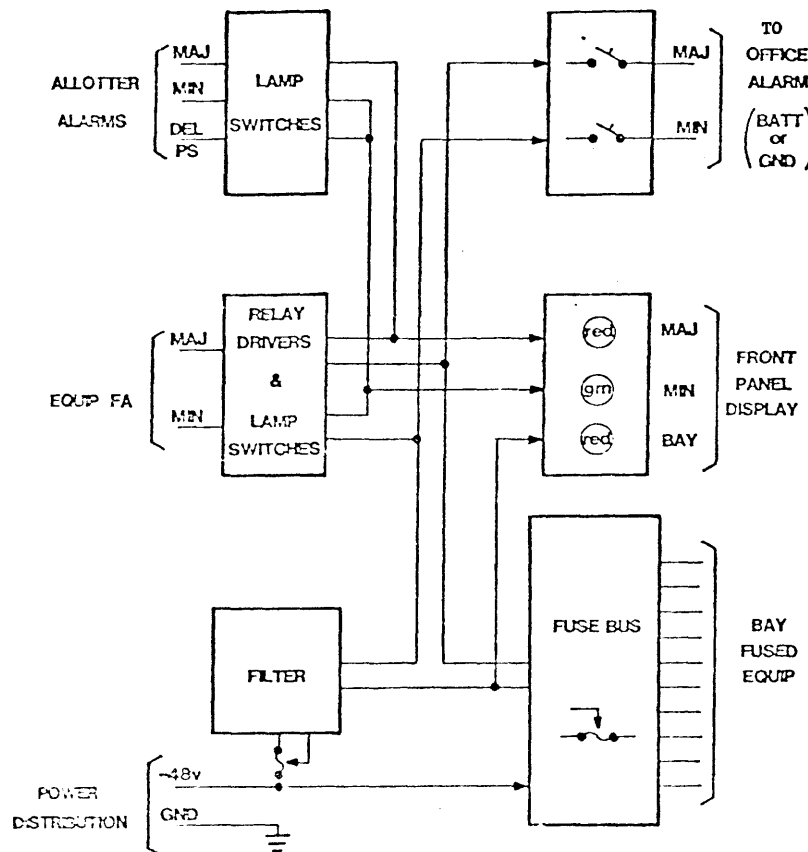 ALLOTTER
ALARMS
MAJ
MIN
DEL
PS
LAMP
SWITCHES
MAJ
MIN
TO
OFFICE
ALARM
(BATT
or
GND)
EQUIP FA
MAJ
MIN
RELAY
DRIVERS
&
LAMP
SWITCHES
red
grn
red
MAJ
MIN
BAY
FRONT
PANEL
DISPLAY
FILTER
FUSE BUS
BAY
FUSED
EQUIP
POWER
DISTRIBUTION
-48v
GND